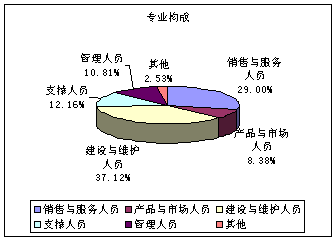 专业构成
管理人员
10.81%
其他
2.53%
销售与服务
人员
29.00%
支持人员
12.16%
产品与市场
人员
8.38%
建设与维护
人员
37.12%
销售与服务人员 产品与市场人员 建设与维护人员
支持人员 管理人员 其他